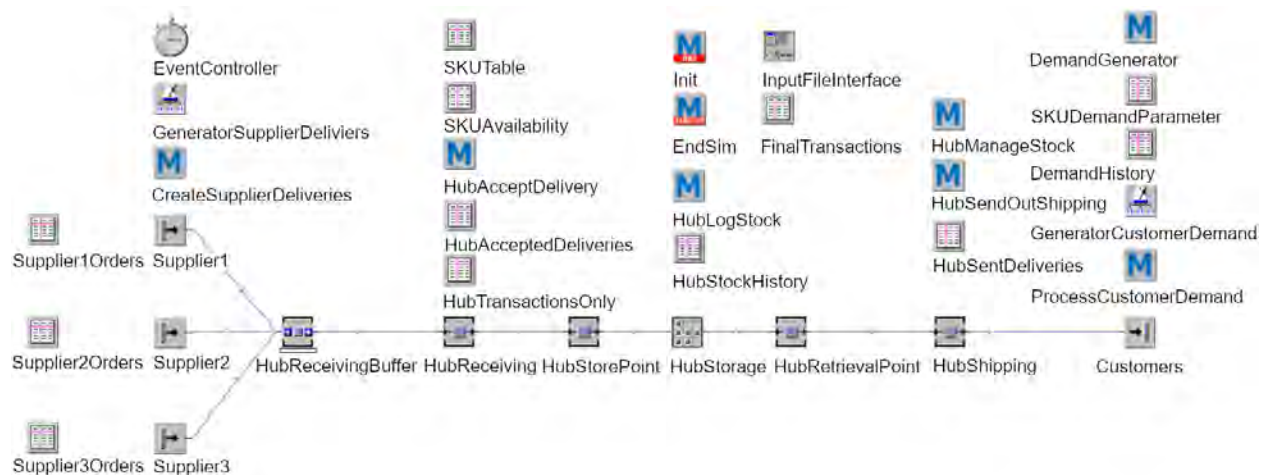 EventController
GeneratorSupplierDeliviers
CreateSupplierDeliveries
Supplier1Orders
Supplier1
Supplier2Orders
Supplier2
Supplier3Orders
Supplier3
HubReceivingBuffer
SKUTable
SKUAvailability
M
HubAcceptDelivery
HubAcceptedDeliveries
HubTransactionsOnly
HubReceiving
HubStorePoint
M
Init
M
EndSim
M
HubLogStock
HubStockHistory
HubStorage
InputFileInterface
FinalTransactions
HubRetrievalPoint
M
HubManageStock
M
HubSendOutShipping
HubSentDeliveries
HubShipping
M
DemandGenerator
SKUDemandParameter
DemandHistory
GeneratorCustomerDemand
M
ProcessCustomerDemand
Customers
M